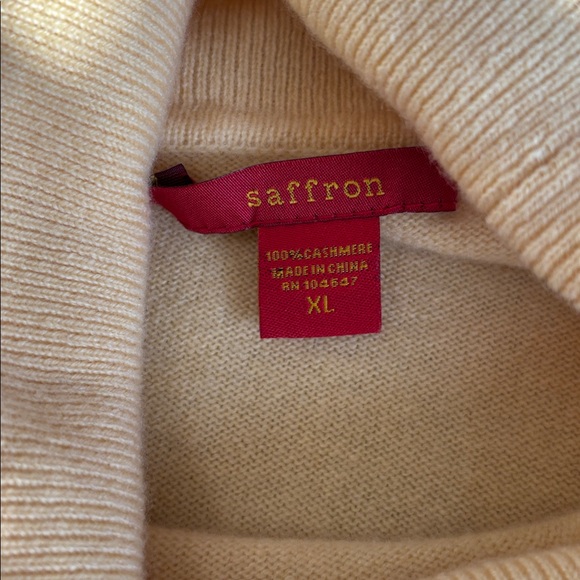 saffron
100%CASHMERE
MADE IN CHINA
RN 104647
XL